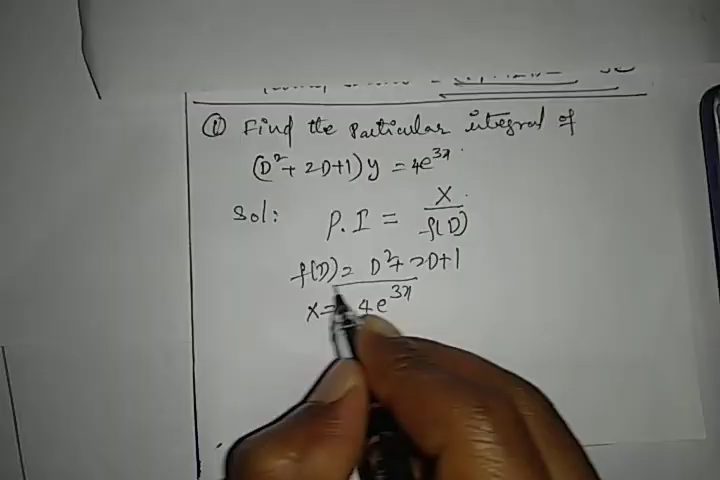 ① Find the Particular integral of
(D² + 2D+1) y = 4e^{3x}.
Sol: P.I = X / f(D)
f(D) = D² + 2D+1
X = 4e^{3x}